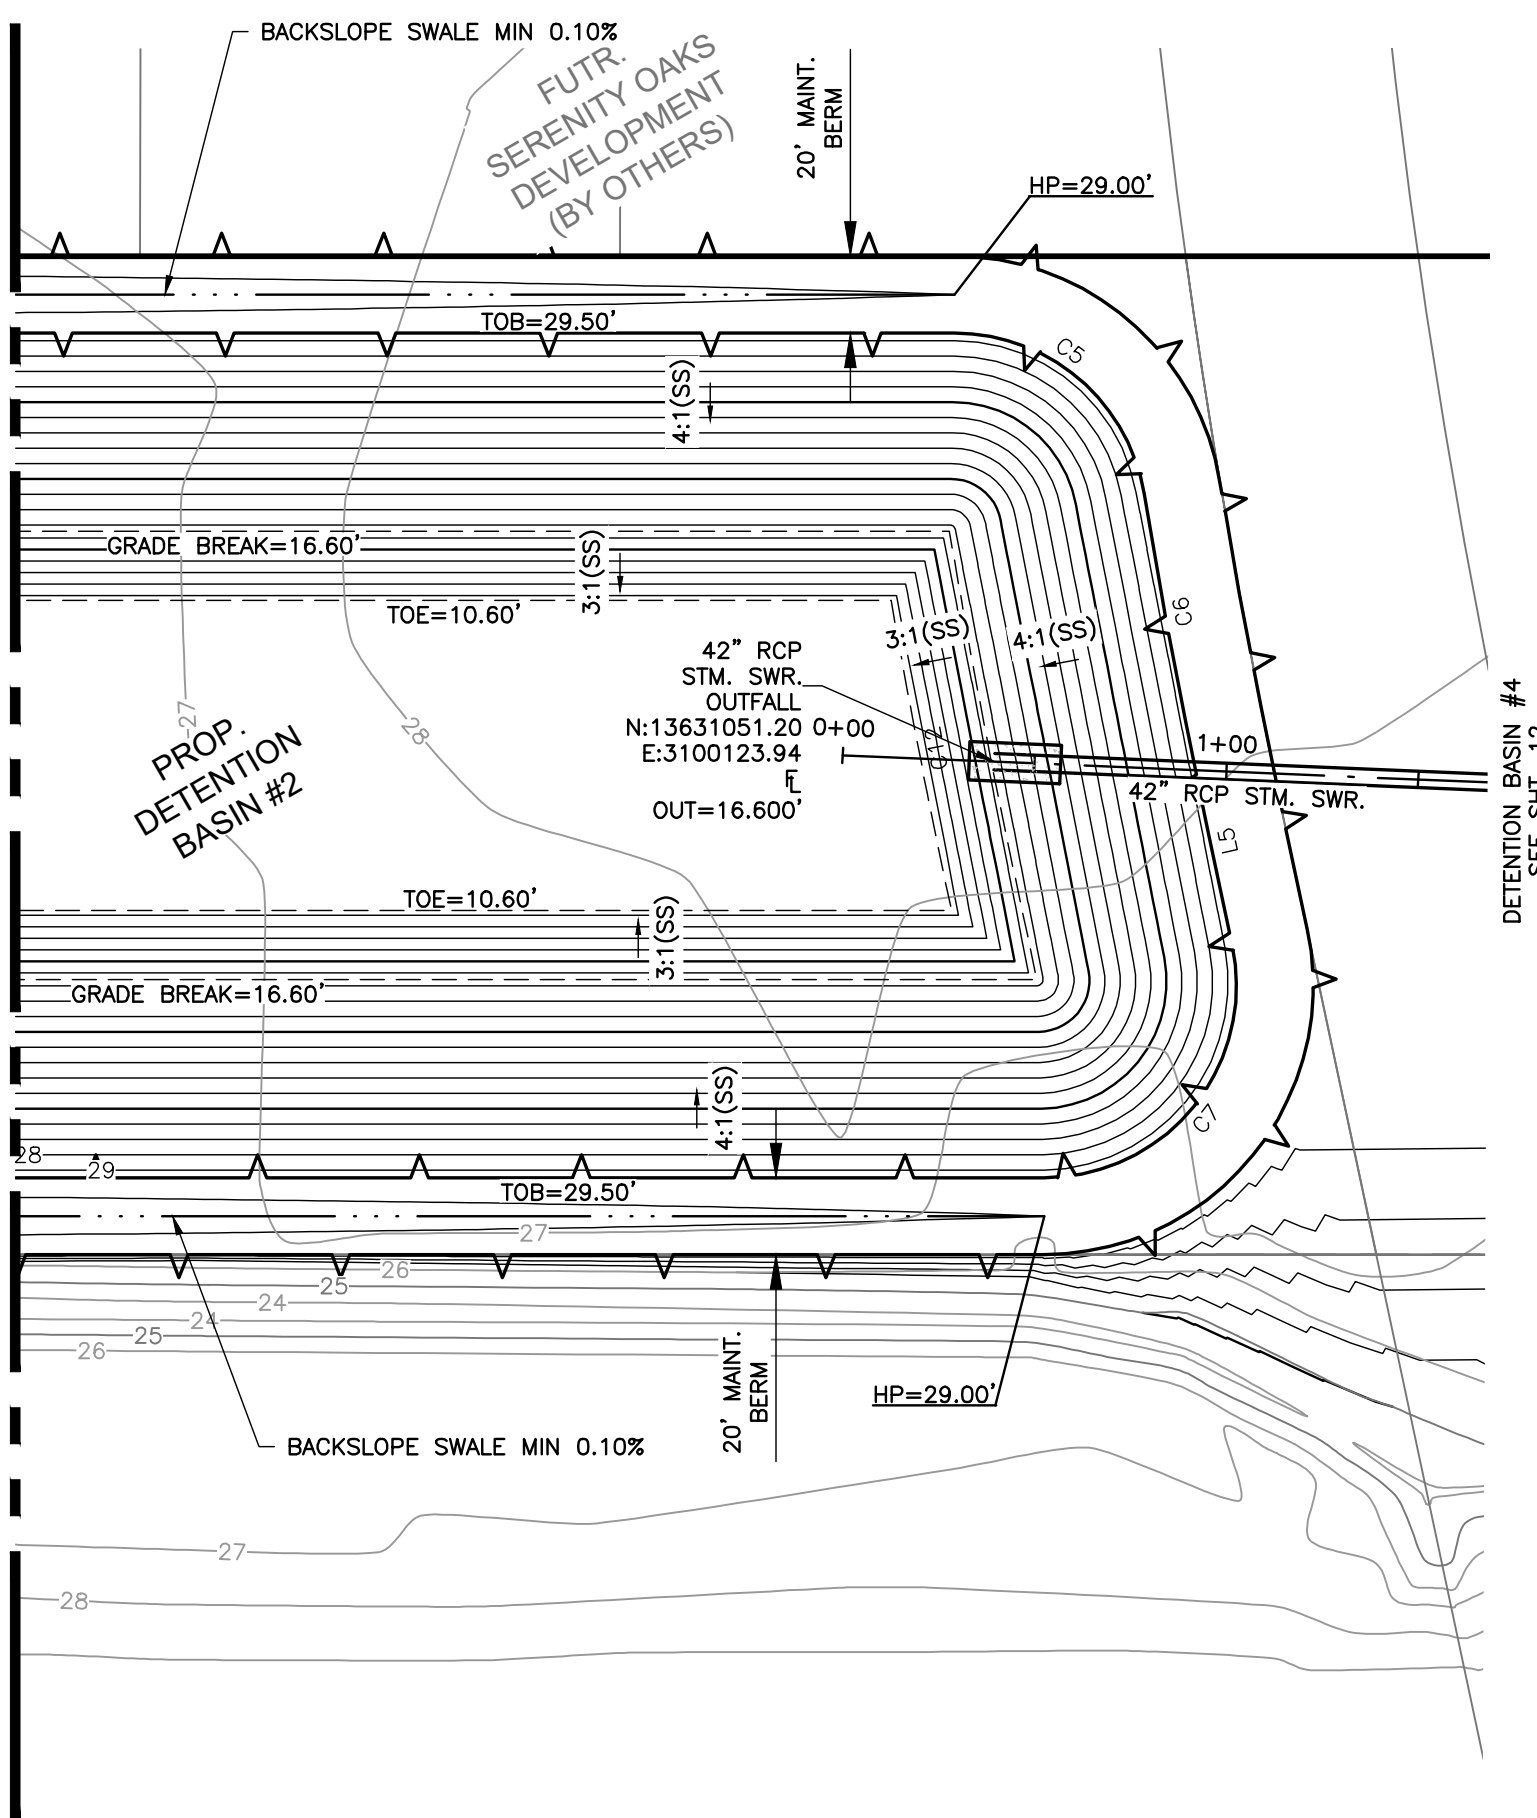 BACKSLOPE SWALE MIN 0.10%
FUTR.
SERENITY OAKS
DEVELOPMENT
(BY OTHERS)
20' MAINT.
BERM
HP=29.00'
TOB=29.50'
C5
4:1(SS)
GRADE BREAK=16.60'
3:1(SS)
TOE=10.60'
C6
3:1(SS)
4:1(SS)
42" RCP
STM. SWR.
OUTFALL
N:13631051.20 0+00
E:3100123.94
FL
OUT=16.600'
C12
1+00
42" RCP STM. SWR.
L5
DETENTION BASIN #4
SEE SHT. 12
27
28
PROP.
DETENTION
BASIN #2
TOE=10.60'
3:1(SS)
GRADE BREAK=16.60'
4:1(SS)
C7
28
29
TOB=29.50'
27
26
25
24
24
25
26
20' MAINT.
BERM
HP=29.00'
BACKSLOPE SWALE MIN 0.10%
27
28